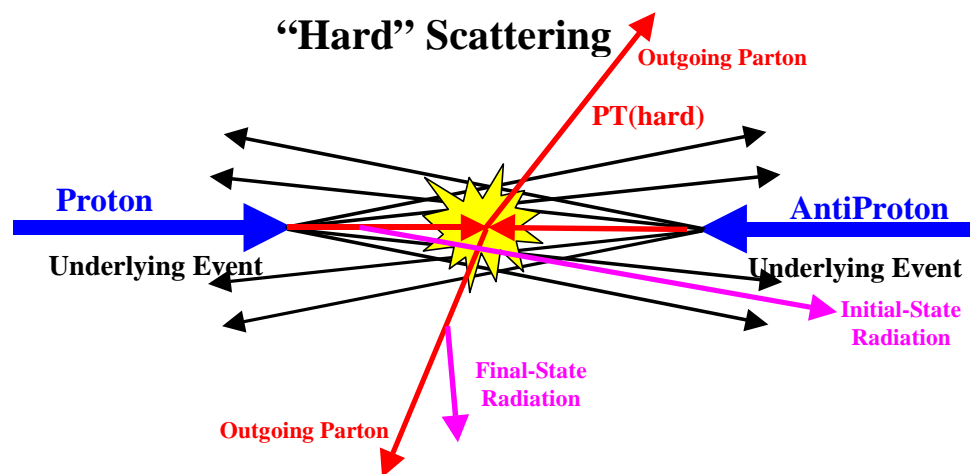 “Hard” Scattering
Outgoing Parton
PT(hard)
Proton
AntiProton
Underlying Event
Underlying Event
Initial-State
Radiation
Final-State
Radiation
Outgoing Parton